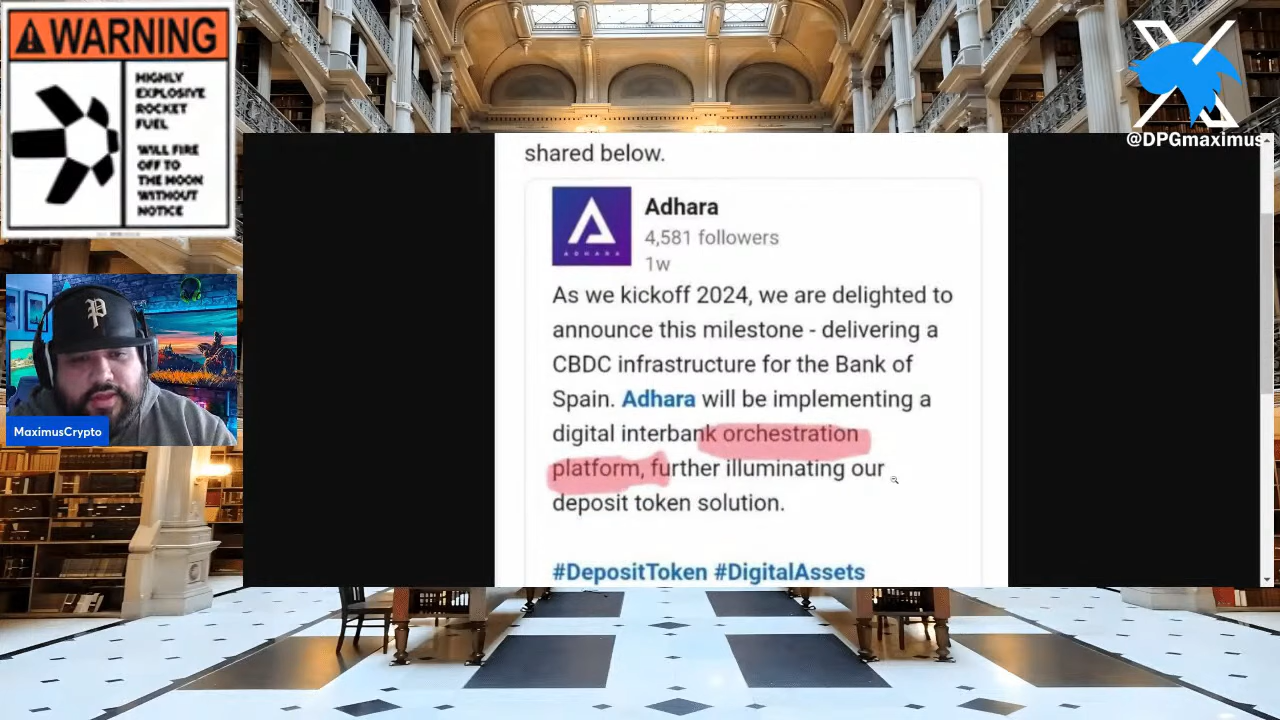 WARNING
HIGHLY
EXPLOSIVE
ROCKET
FUEL
WILL FIRE
OFF TO
THE MOON
WITHOUT
NOTICE
@DPGmaximus
shared below.
ADHARA
Adhara
4,581 followers
1w
As we kickoff 2024, we are delighted to
announce this milestone - delivering a
CBDC infrastructure for the Bank of
Spain. Adhara will be implementing a
digital interbank orchestration
platform, further illuminating our
deposit token solution.
#DepositToken #DigitalAssets
P
MaximusCrypto